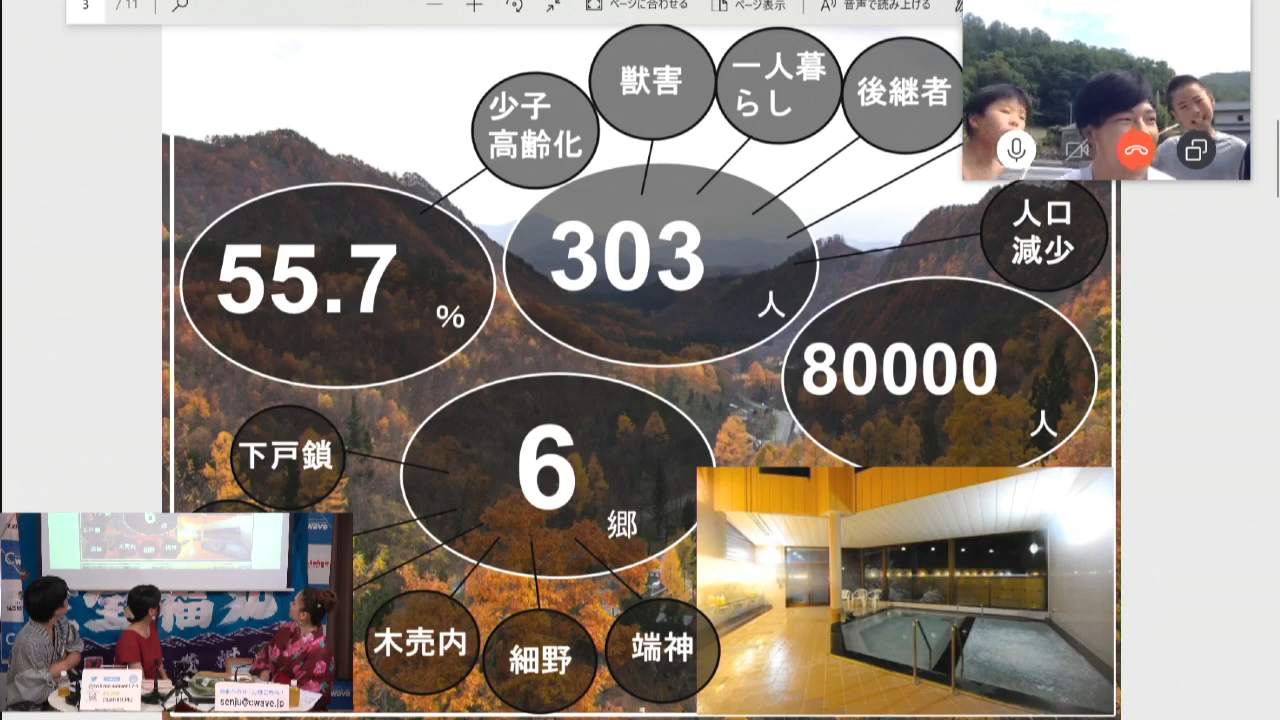 3 / 11
ページに合わせる
ページ表示
音声で読み上げる
少子
高齢化
獣害
一人暮
らし
後継者
人口
減少
55.7
%
303
人
80000
人
下戸鎖
6
郷
木売内
細野
端神
senju@cwave.jp